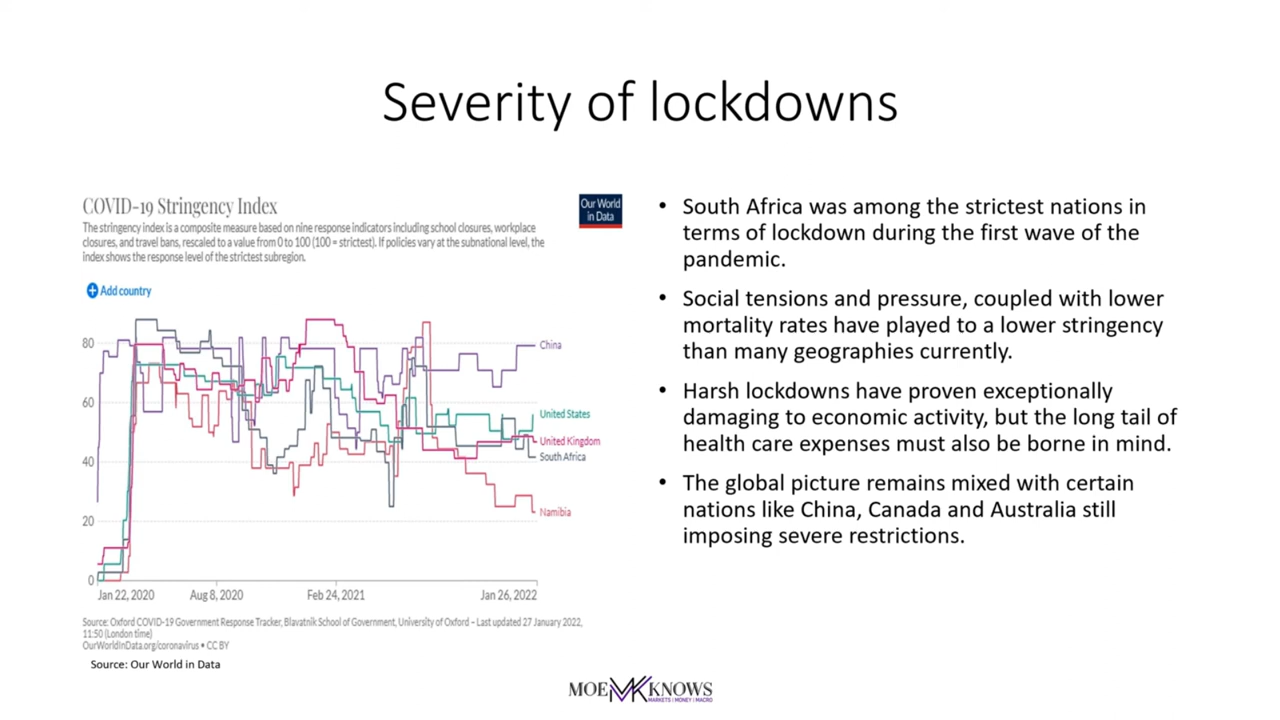 Severity of lockdowns
COVID-19 Stringency Index
Our World
in Data
The stringency index is a composite measure based on nine response indicators including school closures, workplace
closures, and travel bans, rescaled to a value from 0 to 100 (100 = strictest). If policies vary at the subnational level, the
index shows the response level of the strictest subregion.
Add country
80
60
40
20
0
China
United States
United Kingdom
South Africa
Namibia
Jan 22, 2020
Aug 8, 2020
Feb 24, 2021
Jan 26, 2022
Source: Oxford COVID-19 Government Response Tracker, Blavatnik School of Government, University of Oxford – Last updated 27 January 2022,
11:50 (London time)
OurWorldInData.org/coronavirus • CC BY
Source: Our World in Data
• South Africa was among the strictest nations in
terms of lockdown during the first wave of the
pandemic.
• Social tensions and pressure, coupled with lower
mortality rates have played to a lower stringency
than many geographies currently.
• Harsh lockdowns have proven exceptionally
damaging to economic activity, but the long tail of
health care expenses must also be borne in mind.
• The global picture remains mixed with certain
nations like China, Canada and Australia still
imposing severe restrictions.
MOE MK KNOWS
MARKETS | MONEY | MACRO